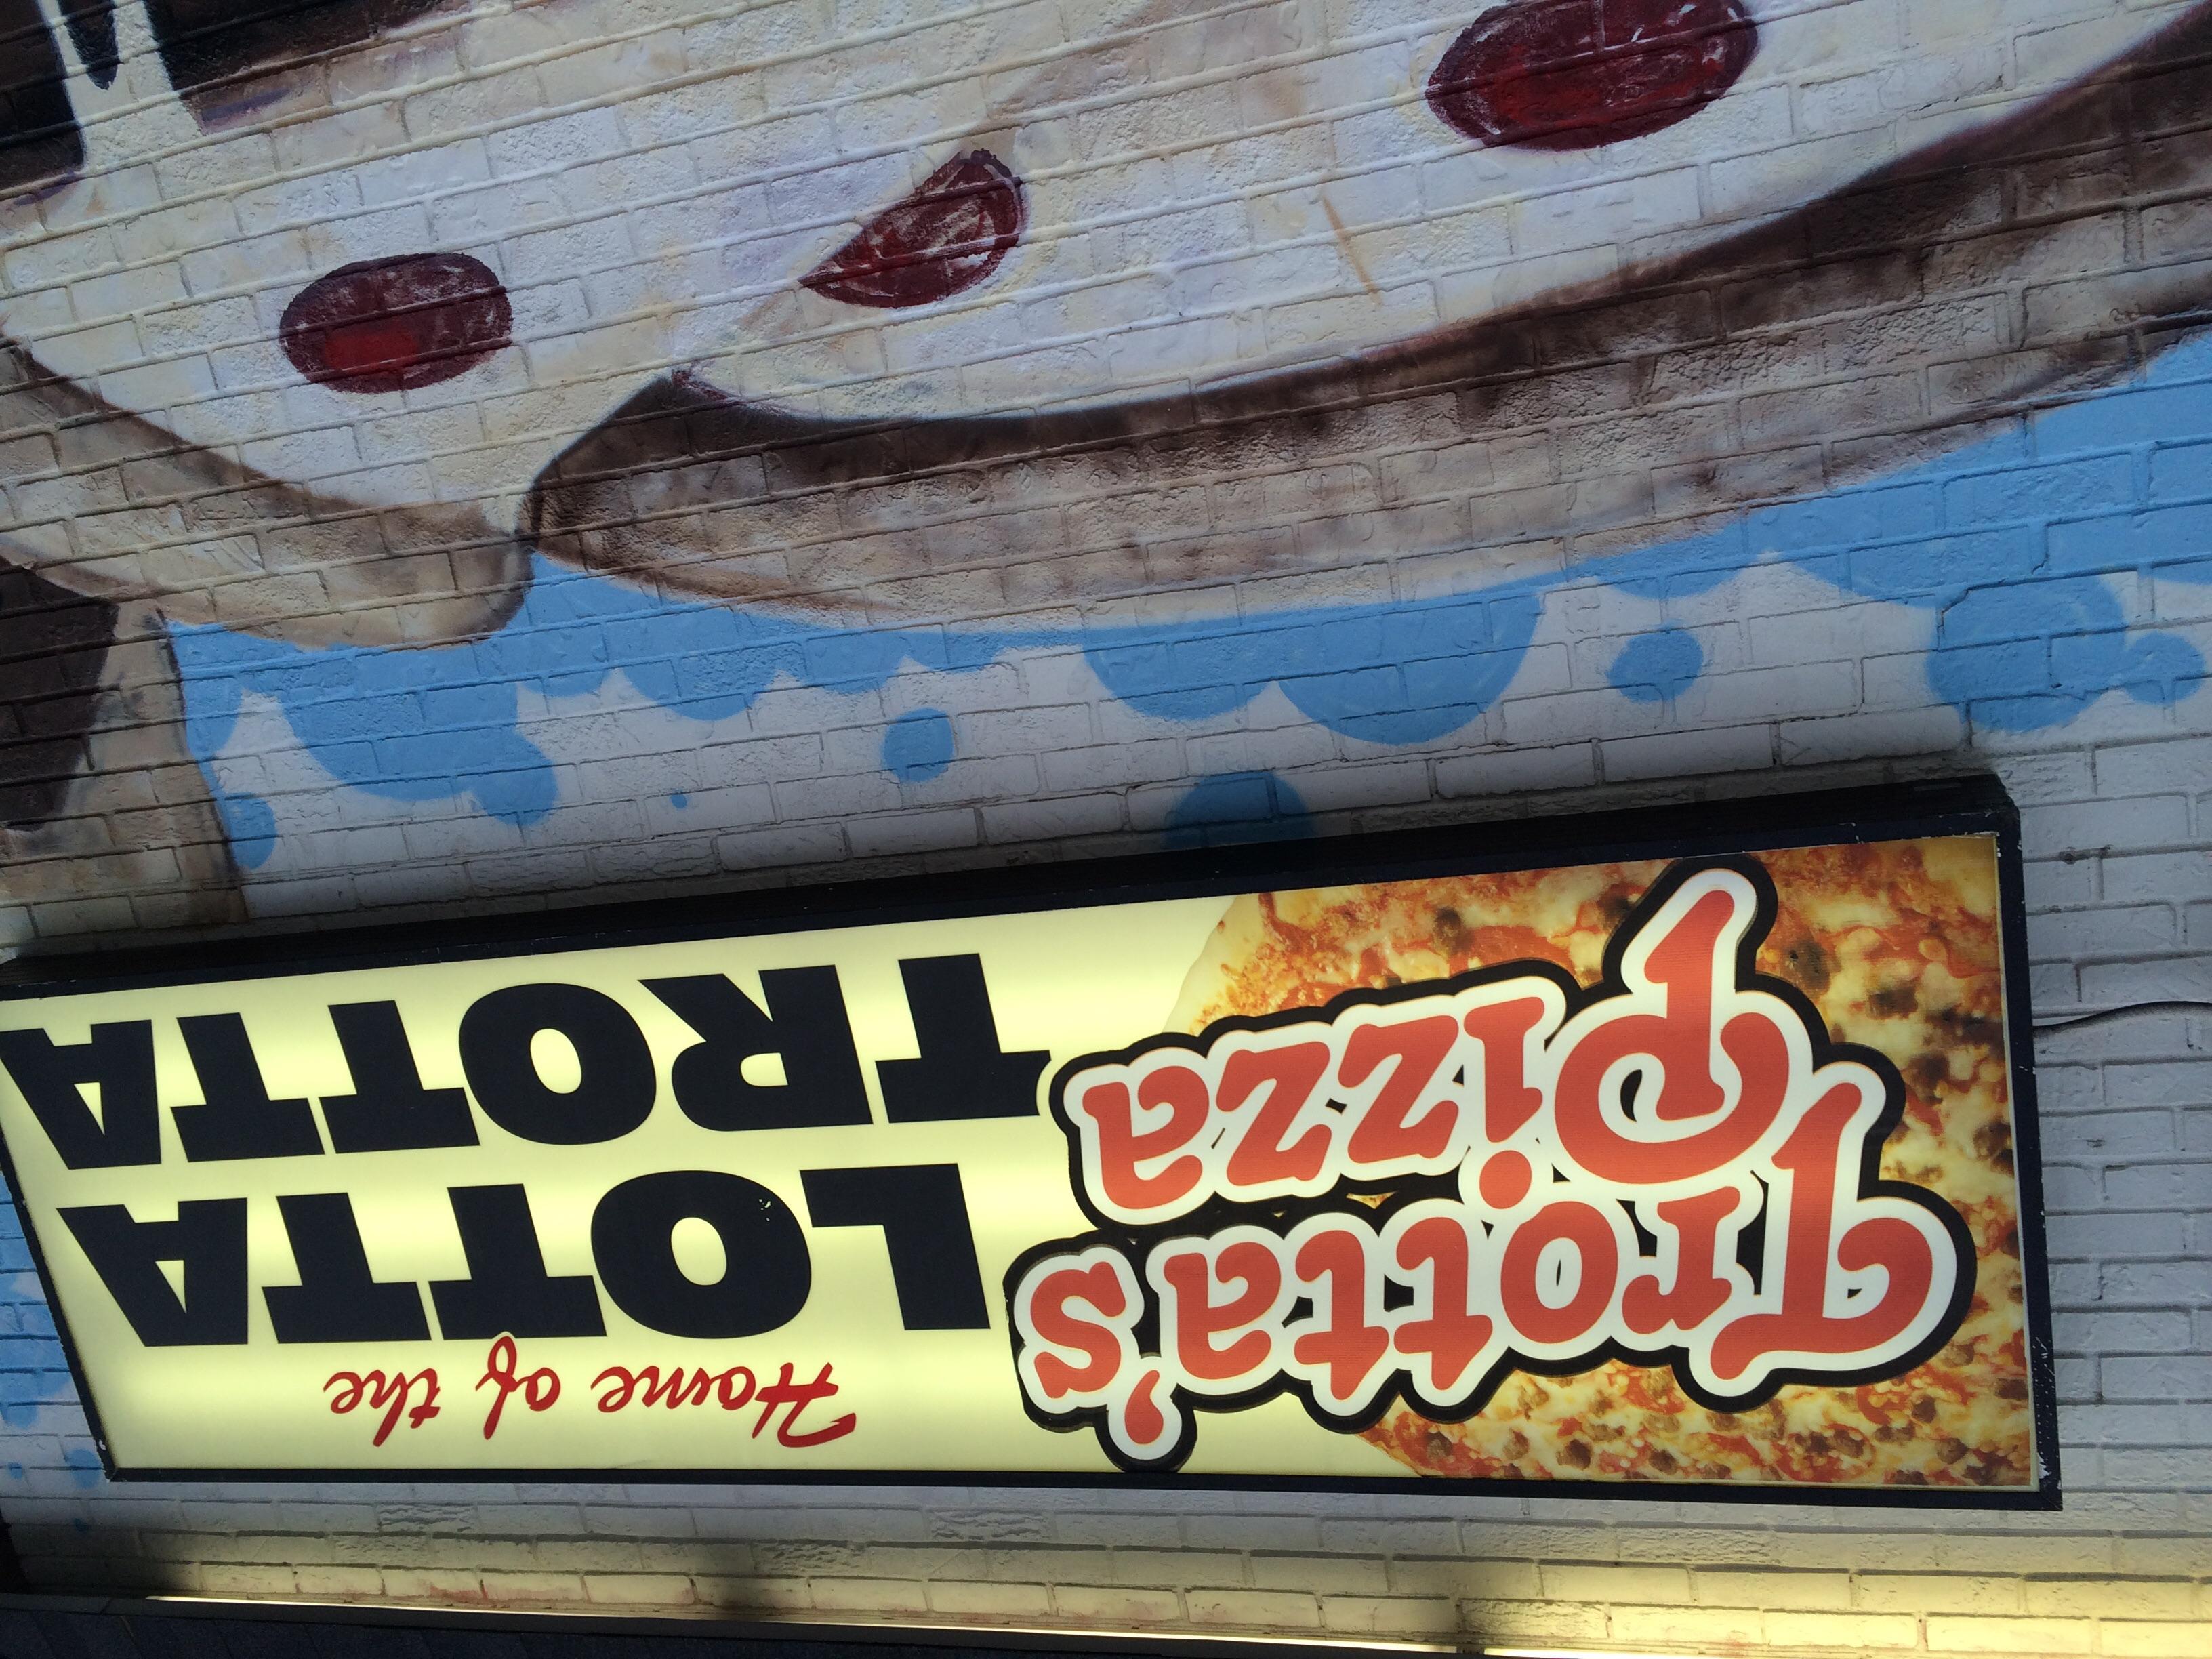 Trotta's
Pizza
Home of the
LOTTA
TROTTA